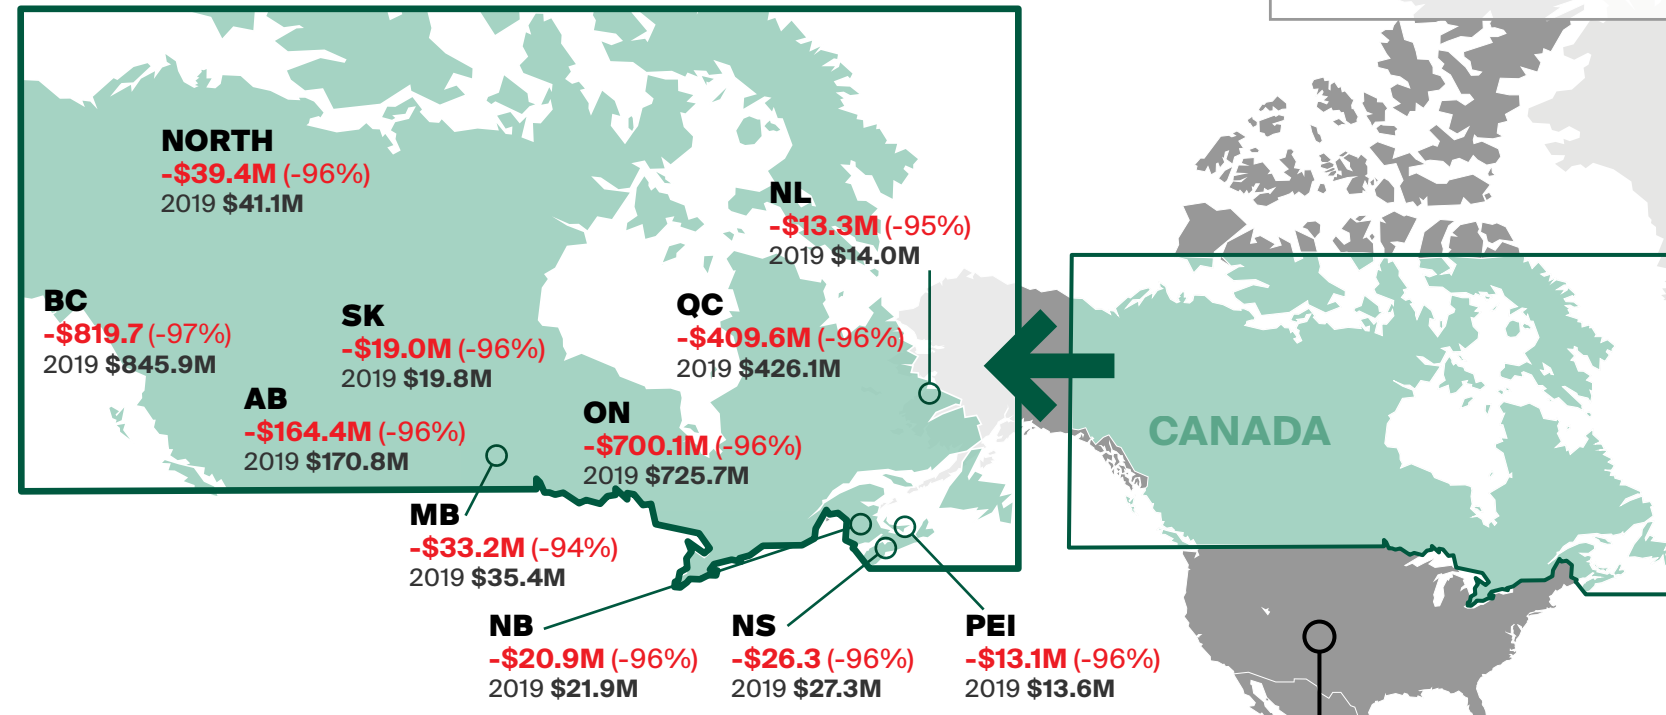 NORTH
-$39.4M (-96%)
2019 $41.1M
NL
-$13.3M (-95%)
2019 $14.0M
BC
-$819.7 (-97%)
2019 $845.9M
SK
-$19.0M (-96%)
2019 $19.8M
QC
-$409.6M (-96%)
2019 $426.1M
AB
-$164.4M (-96%)
2019 $170.8M
ON
-$700.1M (-96%)
2019 $725.7M
CANADA
MB
-$33.2M (-94%)
2019 $35.4M
NB
-$20.9M (-96%)
2019 $21.9M
NS
-$26.3 (-96%)
2019 $27.3M
PEI
-$13.1M (-96%)
2019 $13.6M